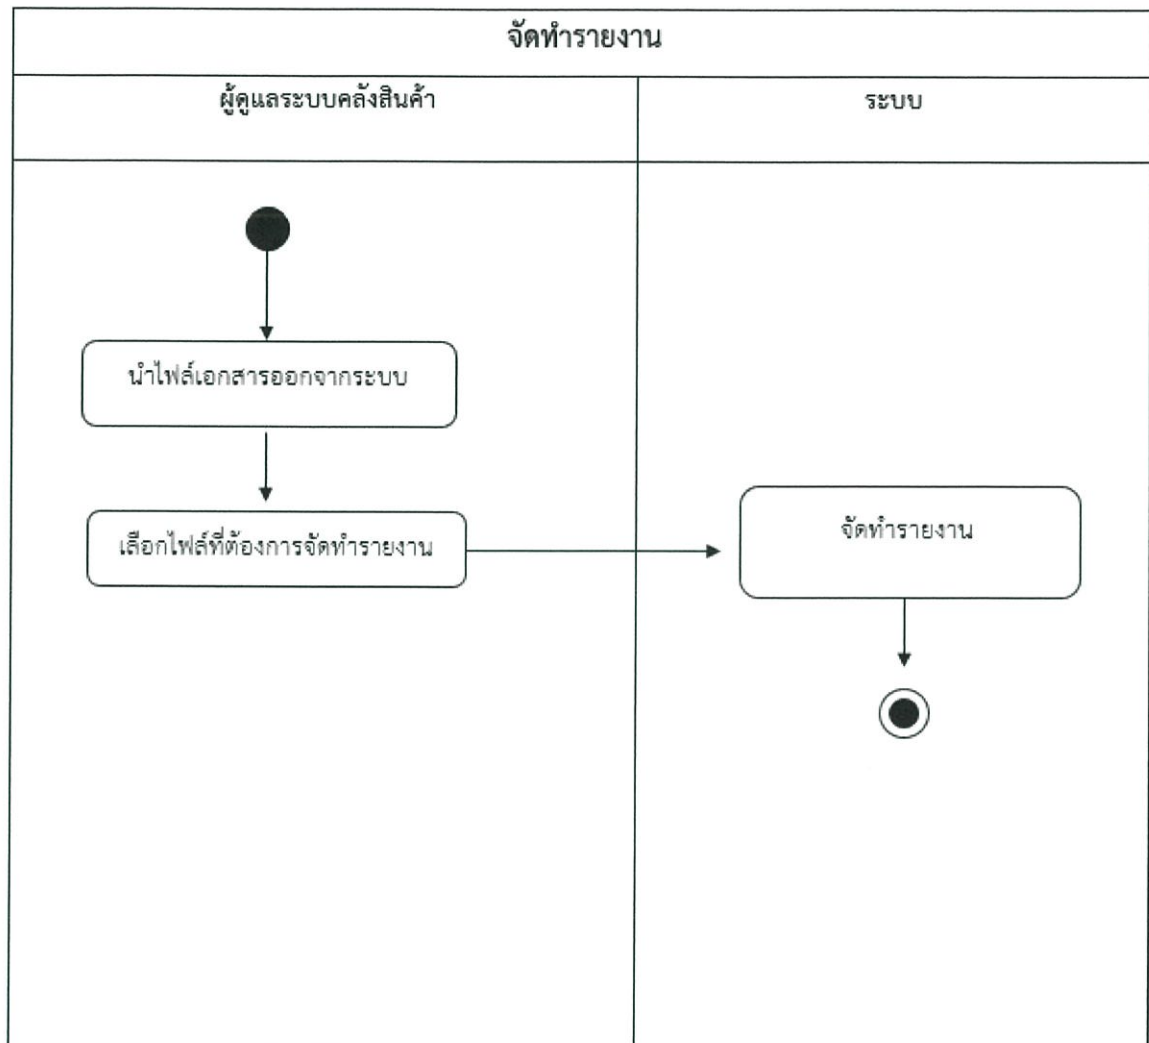 จัดทำรายงาน
ผู้ดูแลระบบคลังสินค้า
ระบบ
นำไฟล์เอกสารออกจากระบบ
เลือกไฟล์ที่ต้องการจัดทำรายงาน
จัดทำรายงาน